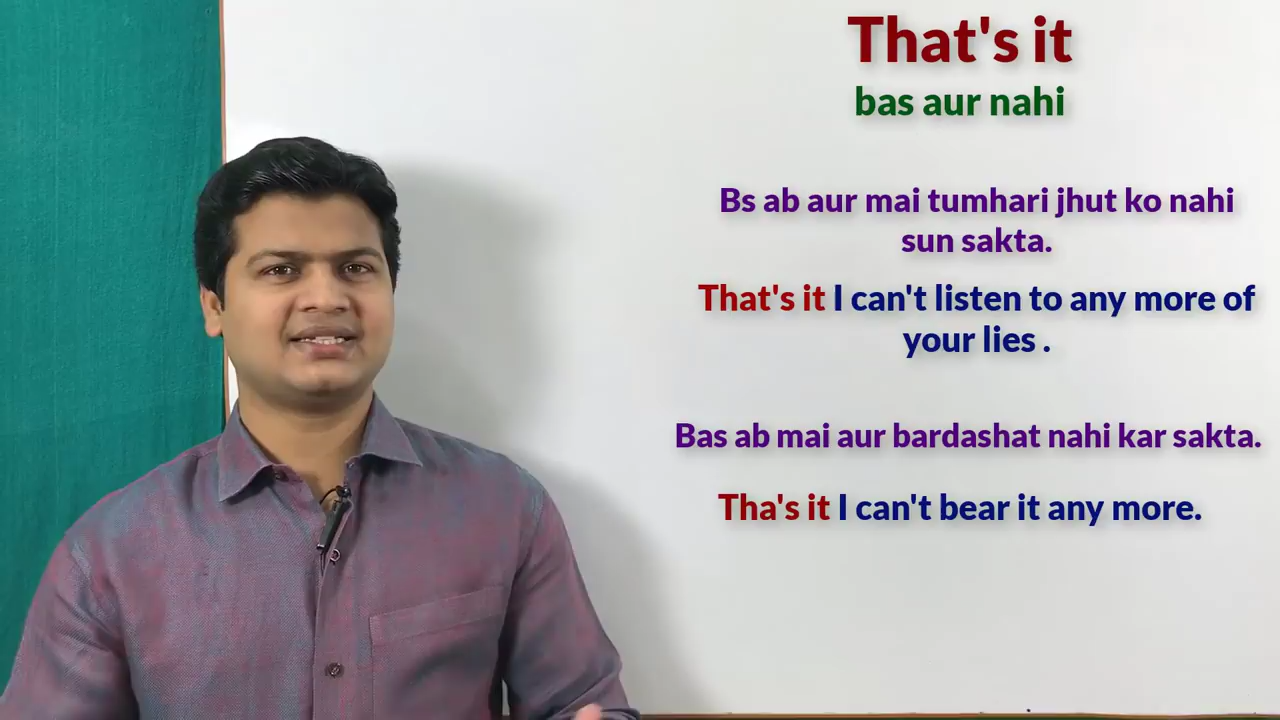 That's it
bas aur nahi
Bs ab aur mai tumhari jhut ko nahi
sun sakta.
That's it I can't listen to any more of
your lies .
Bas ab mai aur bardashat nahi kar sakta.
Tha's it I can't bear it any more.